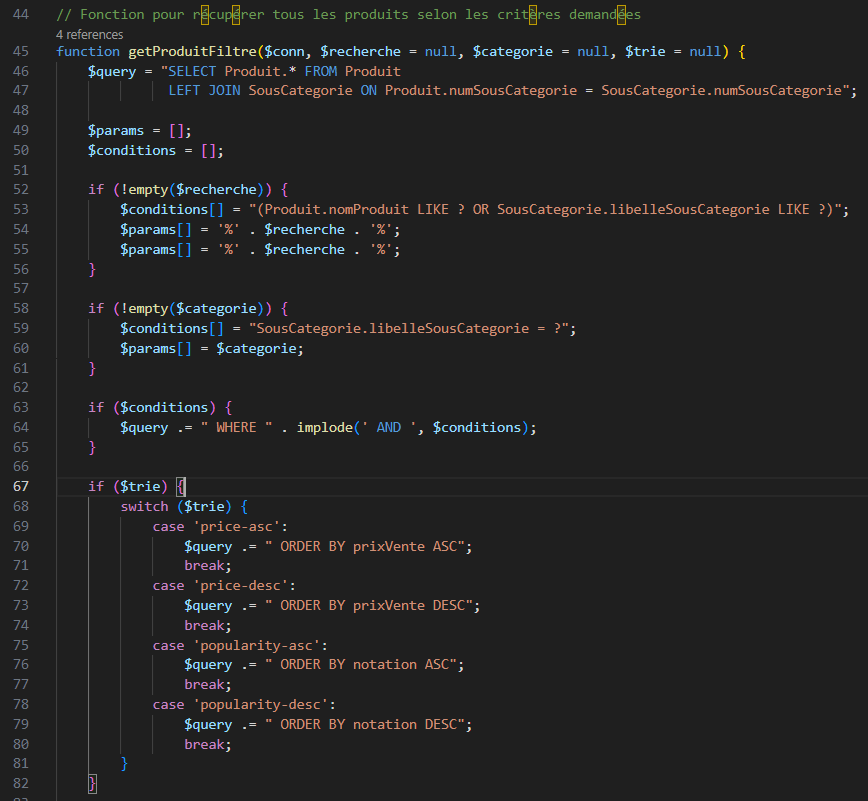 44 // Fonction pour récupérer tous les produits selon les critères demandées
4 references
45 function getProduitFiltre($conn, $recherche = null, $categorie = null, $trie = null) {
46 $query = "SELECT Produit.* FROM Produit
47 LEFT JOIN SousCategorie ON Produit.numSousCategorie = SousCategorie.numSousCategorie";
48
49 $params = [];
50 $conditions = [];
51
52 if (!empty($recherche)) {
53 $conditions[] = "(Produit.nomProduit LIKE ? OR SousCategorie.libelleSousCategorie LIKE ?)";
54 $params[] = '%' . $recherche . '%';
55 $params[] = '%' . $recherche . '%';
56 }
57
58 if (!empty($categorie)) {
59 $conditions[] = "SousCategorie.libelleSousCategorie = ?";
60 $params[] = $categorie;
61 }
62
63 if ($conditions) {
64 $query .= " WHERE " . implode(' AND ', $conditions);
65 }
66
67 if ($trie) {
68 switch ($trie) {
69 case 'price-asc':
70 $query .= " ORDER BY prixVente ASC";
71 break;
72 case 'price-desc':
73 $query .= " ORDER BY prixVente DESC";
74 break;
75 case 'popularity-asc':
76 $query .= " ORDER BY notation ASC";
77 break;
78 case 'popularity-desc':
79 $query .= " ORDER BY notation DESC";
80 break;
81 }
82 }